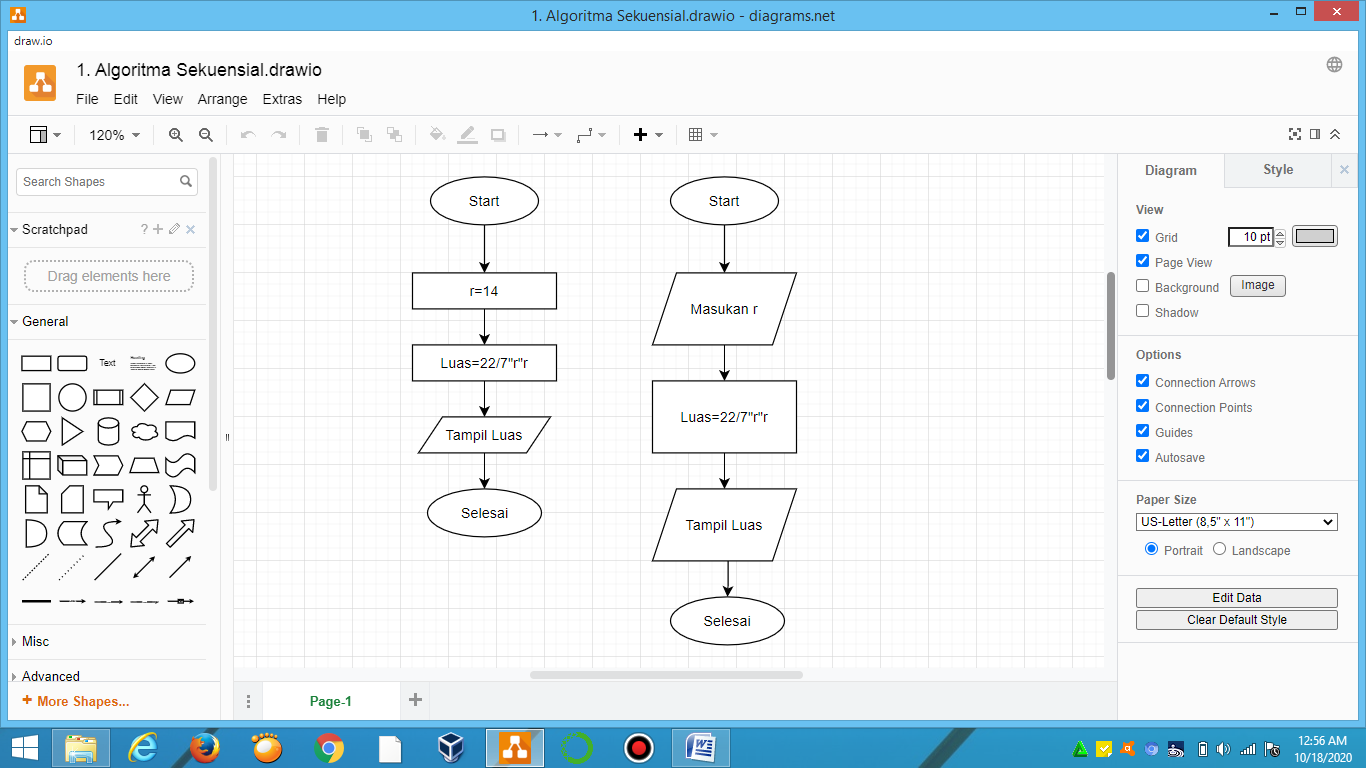 1. Algoritma Sekuensial.drawio - diagrams.net
draw.io
1. Algoritma Sekuensial.drawio
File Edit View Arrange Extras Help
120%
Search Shapes
Scratchpad
?
Drag elements here
General
Text
Heading
Misc
Advanced
+ More Shapes...
Start
r=14
Luas=22/7"r"r
Tampil Luas
Selesai
Start
Masukan r
Luas=22/7"r"r
Tampil Luas
Selesai
Page-1
Diagram
Style
View
Grid
10 pt
Page View
Background
Image
Shadow
Options
Connection Arrows
Connection Points
Guides
Autosave
Paper Size
US-Letter (8,5" x 11")
Portrait
Landscape
Edit Data
Clear Default Style
12:56 AM
10/18/2020